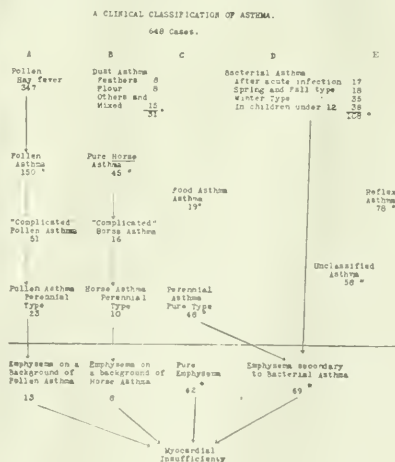 A CLINICAL CLASSIFICATION OF ASTHMA.
648 Cases.
A B C D E
Pollen
Hay fever
347
Dust Asthma
Feathers 8
Flour 8
Others and
Mixed 15
31
Bacterial Asthma
After acute infection 17
Spring and Fall type 18
Winter Type 35
In children under 12 38
108
Pollen
Asthma
150
Pure Horse
Asthma
45
Food Asthma
Asthma
19
Reflex
Asthma
78
"Complicated"
Pollen Asthma
51
"Complicated"
Horse Asthma
16
Unclassified
Asthma
58
Pollen Asthma
Perennial
Type
23
Horse Asthma
Perennial
Type
10
Perennial
Asthma
Pure Type
48
Emphysema on a
Background of
Pollen Asthma
13
Emphysema on
a background of
Horse Asthma
8
Pure
Emphysema
42
Emphysema secondary
to Bacterial Asthma
69
Myocardial
Insufficiency